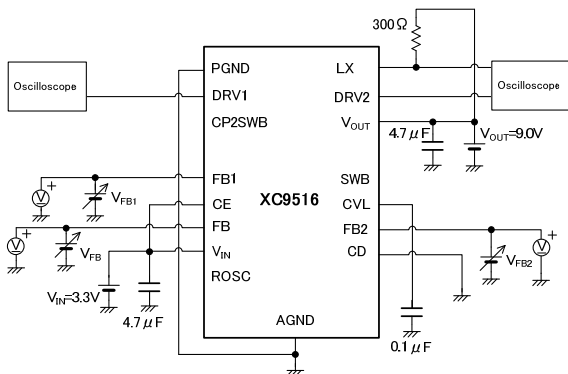 300Ω
PGND
LX
Oscilloscope
Oscilloscope
DRV1
DRV2
CP2SWB
VOUT
4.7μF
VOUT=9.0V
FB1
SWB
XC9516
V
+
VFB1
CE
CVL
FB
FB2
V
+
VFB
VIN
CD
VFB2
V
+
ROSC
VIN=3.3V
4.7μF
AGND
0.1μF